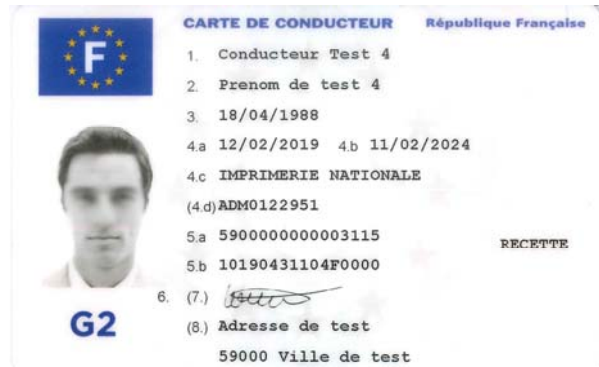 CARTE DE CONDUCTEUR République Française
F
1. Conducteur Test 4
2. Prenom de test 4
3. 18/04/1988
4.a 12/02/2019 4.b 11/02/2024
4.c IMPRIMERIE NATIONALE
(4.d) ADM0122951
5.a 5900000000003115
RECETTE
5.b 10190431104F0000
6. (7.)
G2
(8.) Adresse de test
59000 Ville de test